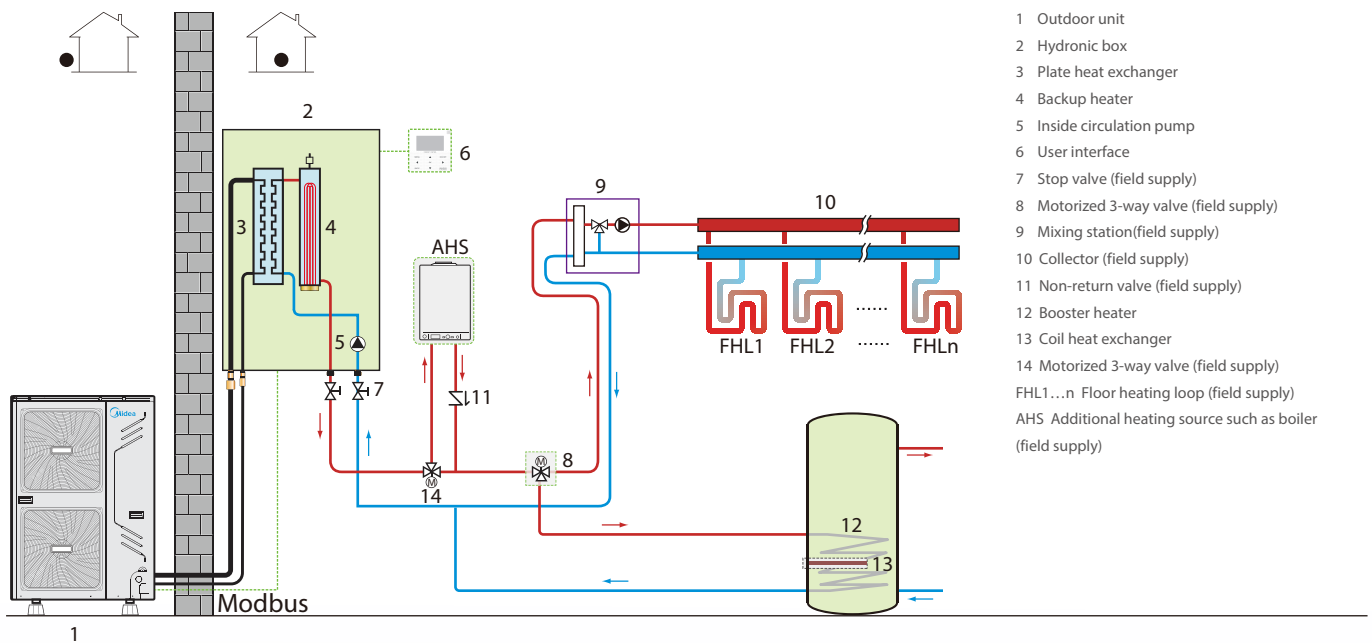 1 Outdoor unit
2 Hydronic box
3 Plate heat exchanger
4 Backup heater
5 Inside circulation pump
6 User interface
7 Stop valve (field supply)
8 Motorized 3-way valve (field supply)
9 Mixing station(field supply)
10 Collector (field supply)
11 Non-return valve (field supply)
12 Booster heater
13 Coil heat exchanger
14 Motorized 3-way valve (field supply)
FHL1...n Floor heating loop (field supply)
AHS Additional heating source such as boiler
(field supply)
2
6
3
4
5
7
AHS
11
9
10
FHL1
FHL2
......
......
FHLn
M
14
M
8
12
13
Midea
Modbus
1